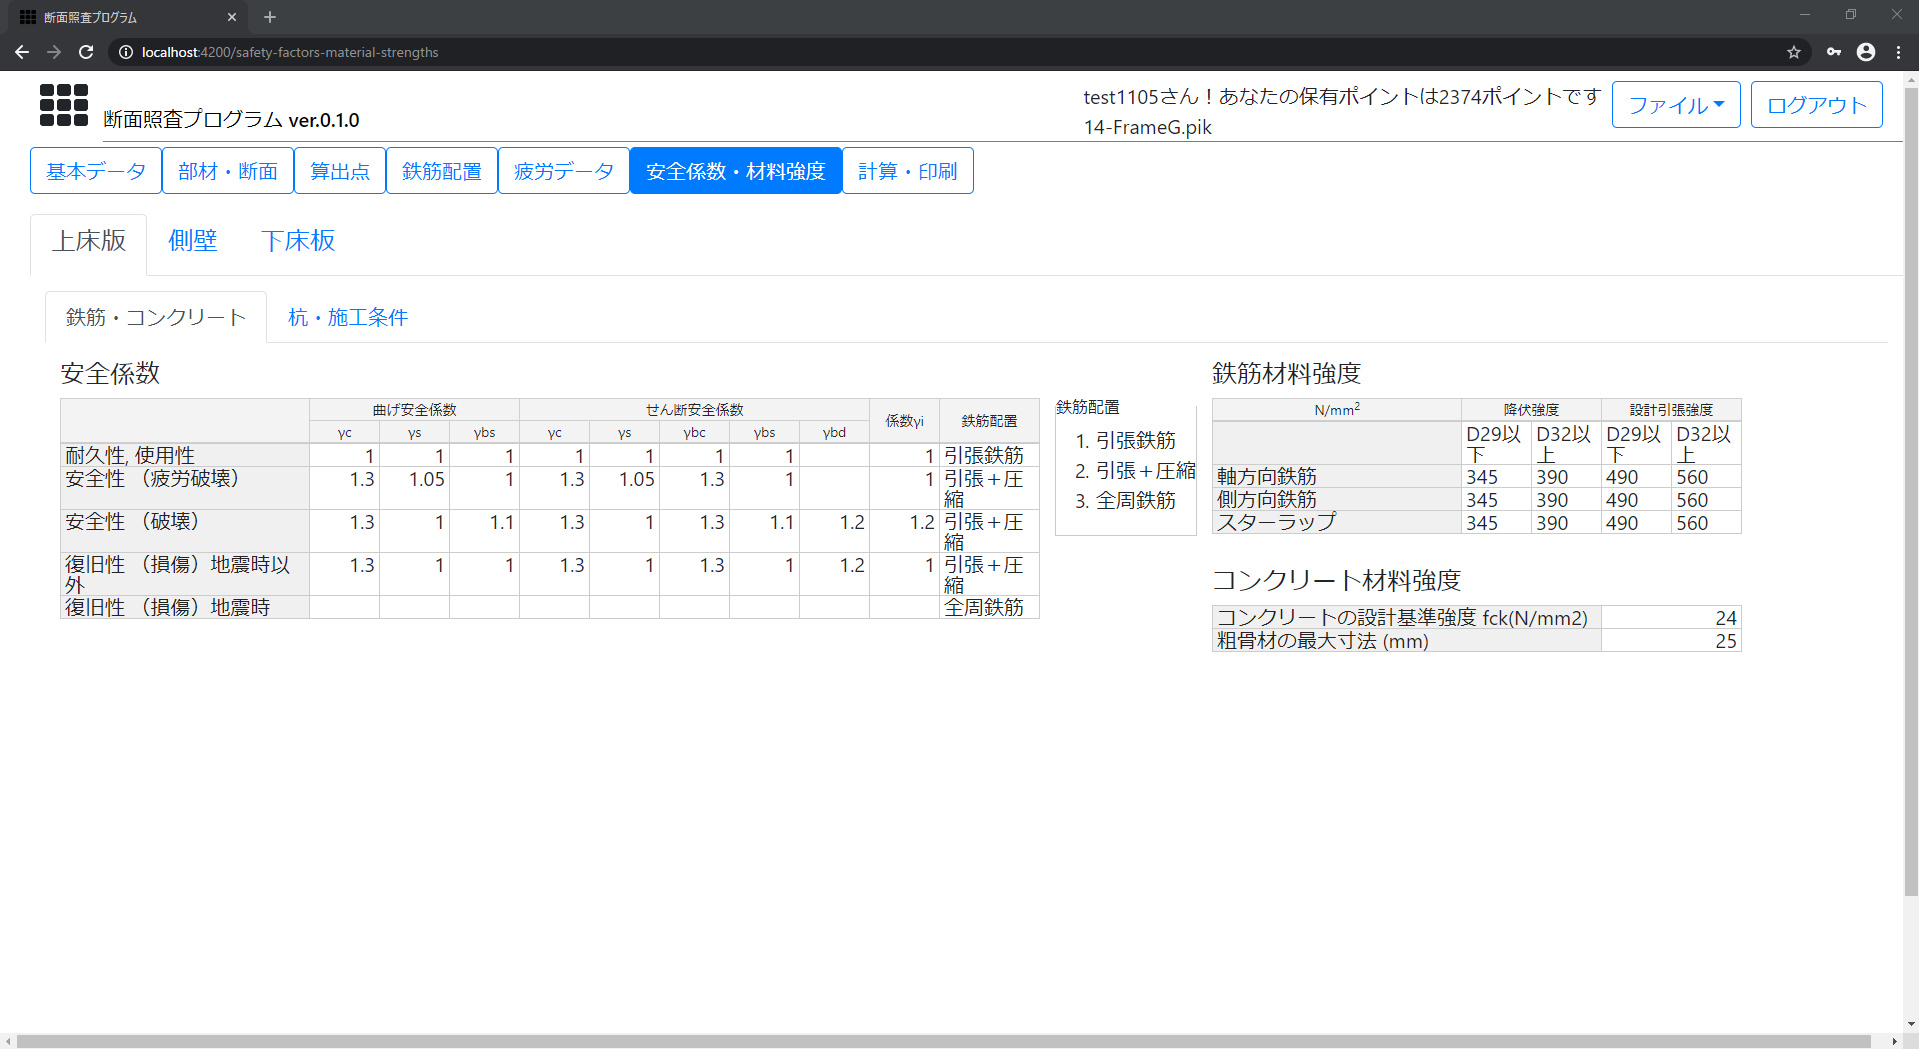 断面照査プログラム
localhost:4200/safety-factors-material-strengths
断面照査プログラム ver.0.1.0
test1105さん！あなたの保有ポイントは2374ポイントです
14-FrameG.pik
ファイル
ログアウト
基本データ 部材・断面 算出点 鉄筋配置 疲労データ 安全係数・材料強度 計算・印刷
上床版 側壁 下床板
鉄筋・コンクリート 杭・施工条件
安全係数
曲げ安全係数 せん断安全係数 係数γi 鉄筋配置
γc γs γbs γc γs γbc γbs γbd
耐久性, 使用性 1 1 1 1 1 1 1 1 引張鉄筋
安全性 （疲労破壊） 1.3 1.05 1 1.3 1.05 1.3 1 1 引張＋圧
縮
安全性 （破壊） 1.3 1 1.1 1.3 1 1.3 1.1 1.2 1.2 引張＋圧
縮
復旧性 （損傷）地震時以 1.3 1 1 1.3 1 1.3 1 1.2 1 引張＋圧
外 縮
復旧性 （損傷）地震時 全周鉄筋
鉄筋配置
1. 引張鉄筋
2. 引張＋圧縮
3. 全周鉄筋
鉄筋材料強度
N/mm2 降伏強度 設計引張強度
D29以 D32以 D29以 D32以
下 上 下 上
軸方向鉄筋 345 390 490 560
側方向鉄筋 345 390 490 560
スターラップ 345 390 490 560
コンクリート材料強度
コンクリートの設計基準強度 fck(N/mm2) 24
粗骨材の最大寸法 (mm) 25